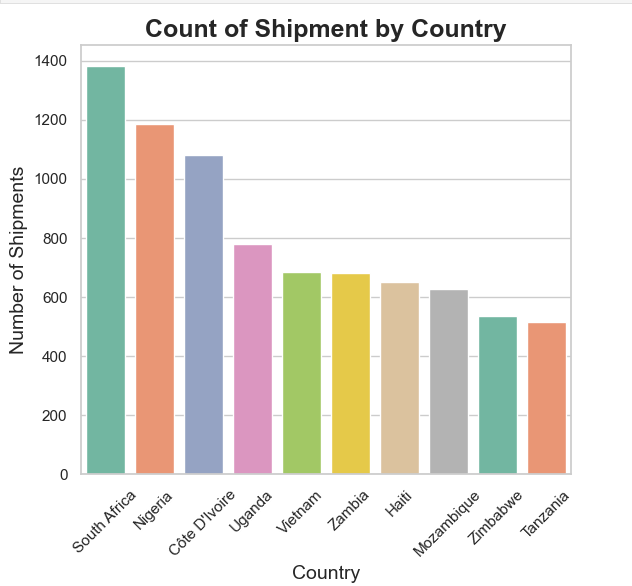 Count of Shipment by Country
Number of Shipments
1400
1200
1000
800
600
400
200
0
South Africa
Nigeria
Côte D'Ivoire
Uganda
Vietnam
Zambia
Haiti
Mozambique
Zimbabwe
Tanzania
Country